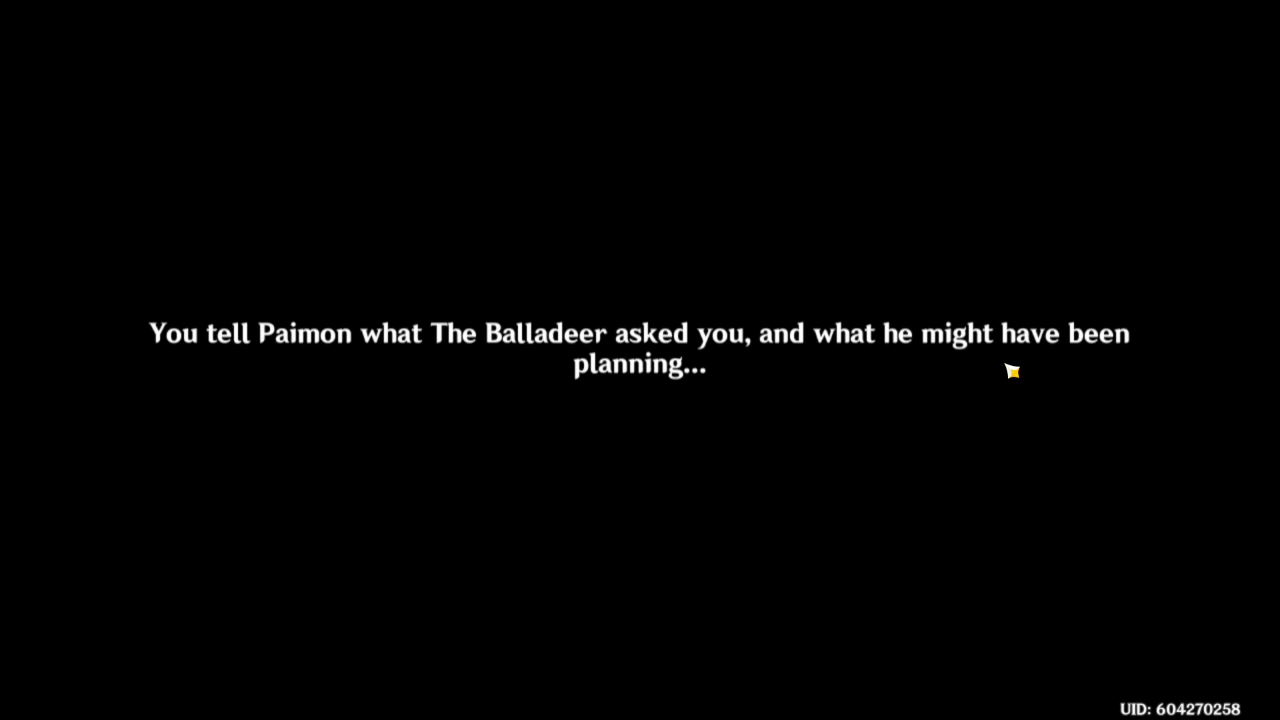 You tell Paimon what The Balladeer asked you, and what he might have been
planning...
UID: 604270258